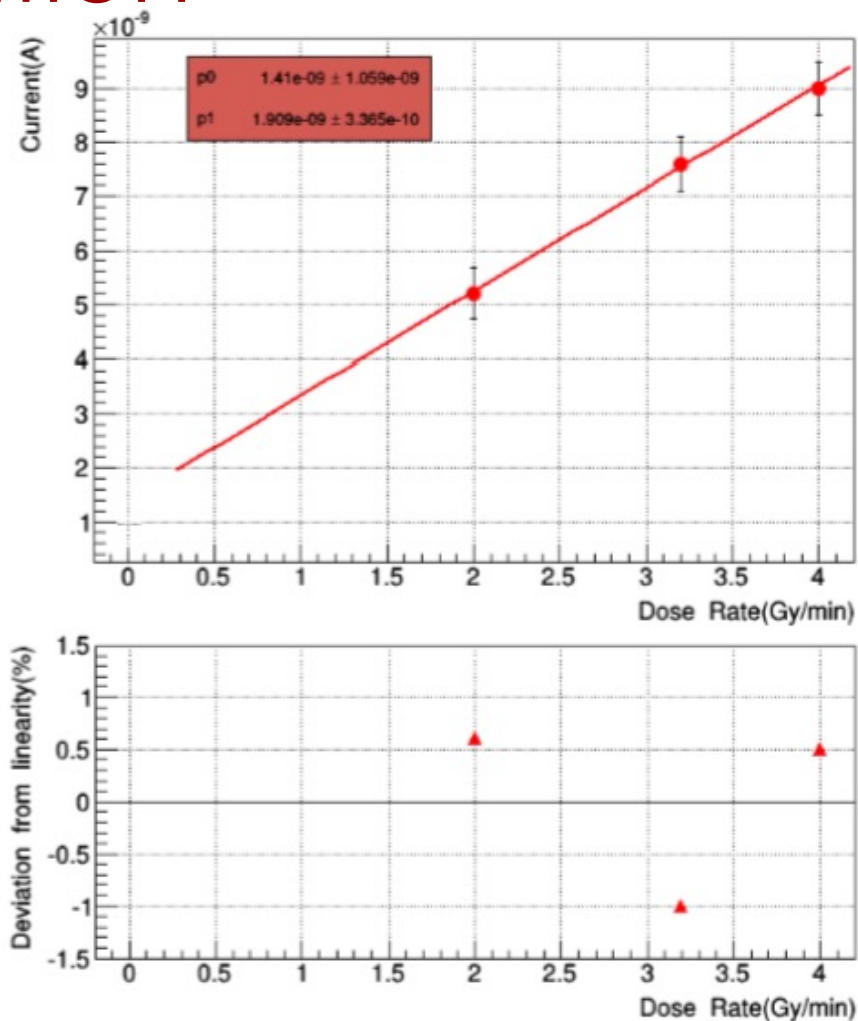 ×10⁻⁹
Current(A)
p0 1.41e-09 ± 1.059e-09
p1 1.909e-09 ± 3.365e-10
9
8
7
6
5
4
3
2
1
0 0.5 1 1.5 2 2.5 3 3.5 4
Dose Rate(Gy/min)
Deviation from linearity(%)
1.5
1
0.5
0
-0.5
-1
-1.5
0 0.5 1 1.5 2 2.5 3 3.5 4
Dose Rate(Gy/min)